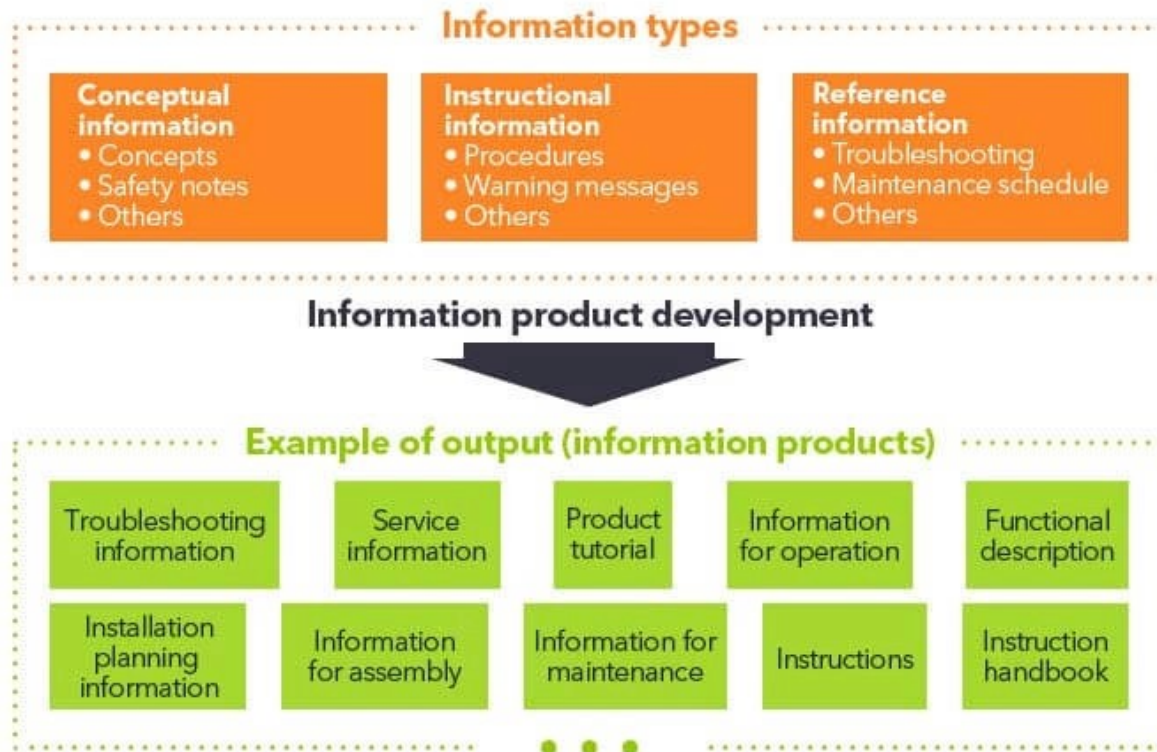 Information types
Conceptual
information
• Concepts
• Safety notes
• Others
Instructional
information
• Procedures
• Warning messages
• Others
Reference
information
• Troubleshooting
• Maintenance schedule
• Others
Information product development
Example of output (information products)
Troubleshooting
information
Service
information
Product
tutorial
Information
for operation
Functional
description
Installation
planning
information
Information
for assembly
Information for
maintenance
Instructions
Instruction
handbook